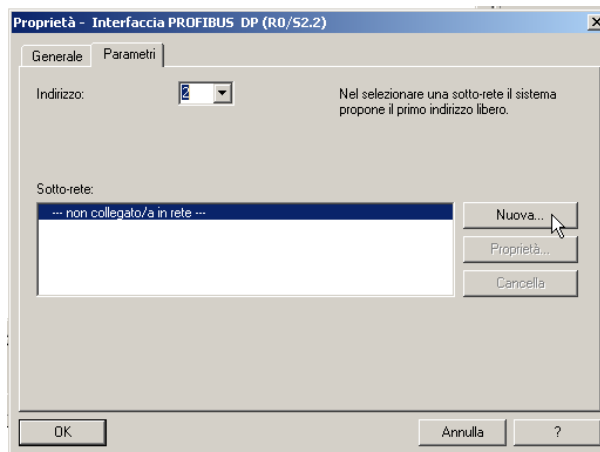 Proprietà - Interfaccia PROFIBUS DP (R0/S2.2)
Generale Parametri
Indirizzo: 2 Nel selezionare una sotto-rete il sistema
propone il primo indirizzo libero.
Sotto-rete:
--- non collegato/a in rete --- Nuova...
Proprietà...
Cancella
OK Annulla ?